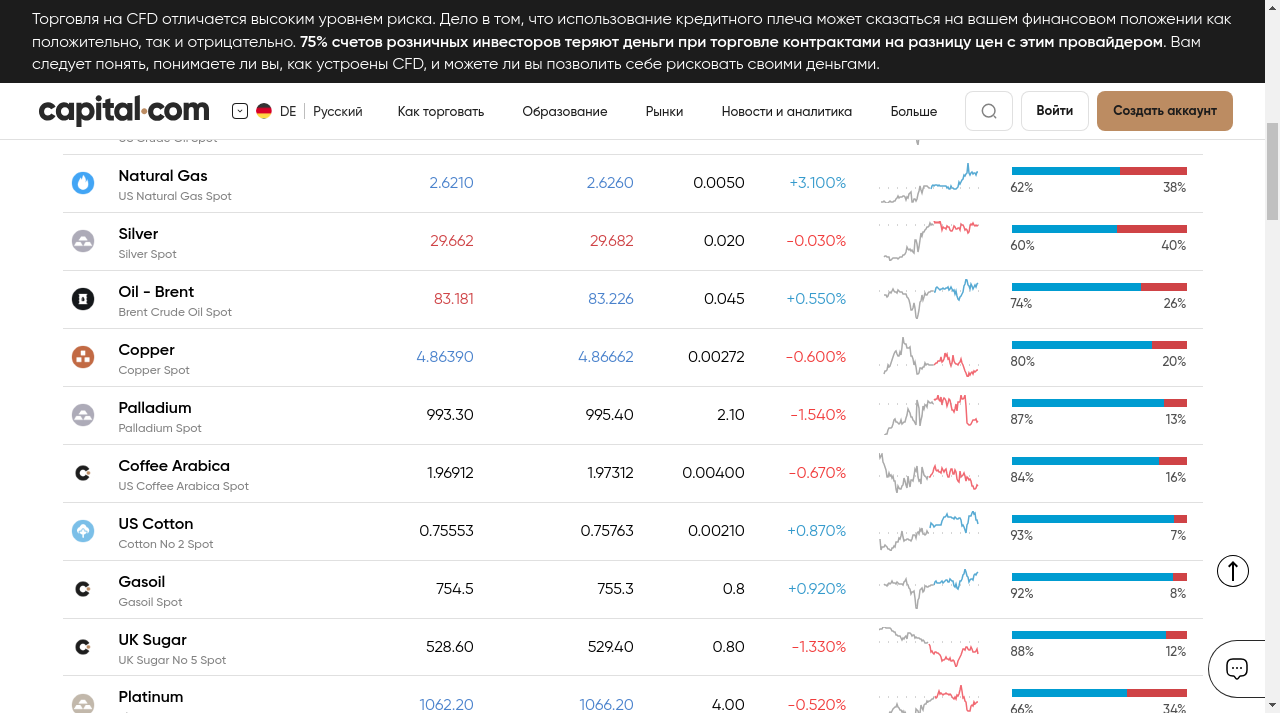 Торговля на CFD отличается высоким уровнем риска. Дело в том, что использование кредитного плеча может сказаться на вашем финансовом положении как
положительно, так и отрицательно. 75% счетов розничных инвесторов теряют деньги при торговле контрактами на разницу цен с этим провайдером. Вам
следует понять, понимаете ли вы, как устроены CFD, и можете ли вы позволить себе рисковать своими деньгами.
capital.com DE Русский Как торговать Образование Рынки Новости и аналитика Больше Войти Создать аккаунт
US Crude Oil Spot
Natural Gas 2.6210 2.6260 0.0050 +3.100% 62% 38%
US Natural Gas Spot
Silver 29.662 29.682 0.020 -0.030% 60% 40%
Silver Spot
Oil - Brent 83.181 83.226 0.045 +0.550% 74% 26%
Brent Crude Oil Spot
Copper 4.86390 4.86662 0.00272 -0.600% 80% 20%
Copper Spot
Palladium 993.30 995.40 2.10 -1.540% 87% 13%
Palladium Spot
Coffee Arabica 1.96912 1.97312 0.00400 -0.670% 84% 16%
US Coffee Arabica Spot
US Cotton 0.75553 0.75763 0.00210 +0.870% 93% 7%
Cotton No 2 Spot
Gasoil 754.5 755.3 0.8 +0.920% 92% 8%
Gasoil Spot
UK Sugar 528.60 529.40 0.80 -1.330% 88% 12%
UK Sugar No 5 Spot
Platinum 1062.20 1066.20 4.00 -0.520% 66% 34%